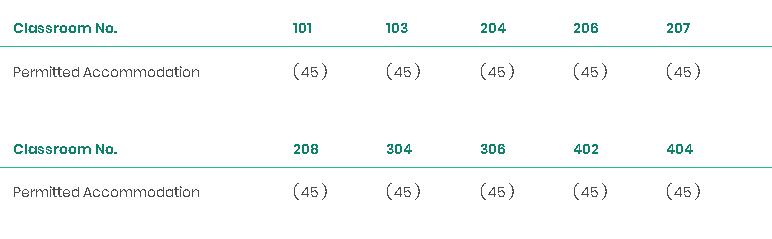 Classroom No. 101 103 204 206 207
Permitted Accommodation (45) (45) (45) (45) (45)
Classroom No. 208 304 306 402 404
Permitted Accommodation (45) (45) (45) (45) (45)